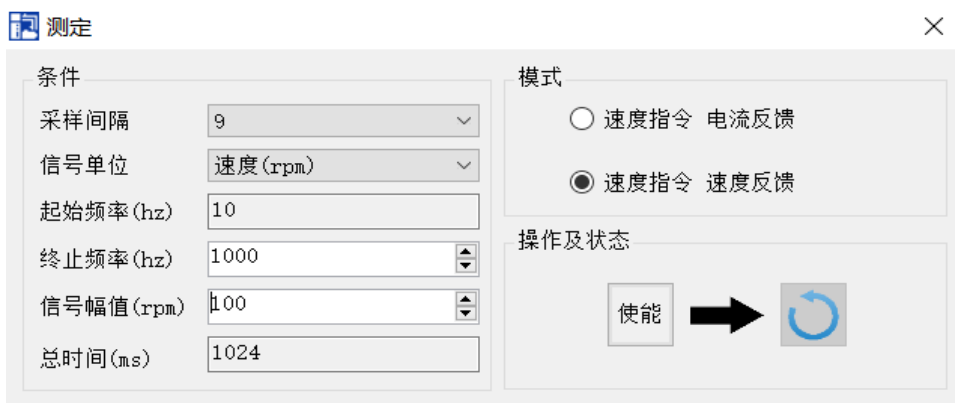 测定
条件
采样间隔 9
信号单位 速度(rpm)
起始频率(hz) 10
终止频率(hz) 1000
信号幅值(rpm) 100
总时间(ms) 1024
模式
速度指令 电流反馈
速度指令 速度反馈
操作及状态
使能